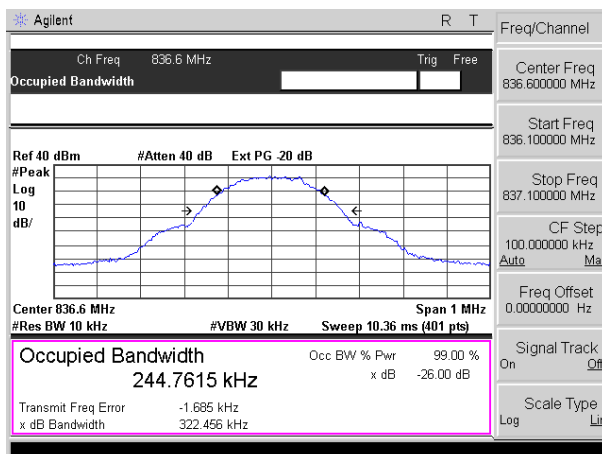 Agilent R T
Freq/Channel
Ch Freq 836.6 MHz Trig Free
Occupied Bandwidth
Center Freq
836.600000 MHz
Start Freq
836.100000 MHz
Stop Freq
837.100000 MHz
CF Step
100.000000 kHz
Auto Ma
Freq Offset
0.00000000 Hz
Signal Track
On Off
Scale Type
Log Lin
Ref 40 dBm #Atten 40 dB Ext PG -20 dB
#Peak
Log
10
dB/
Center 836.6 MHz Span 1 MHz
#Res BW 10 kHz #VBW 30 kHz Sweep 10.36 ms (401 pts)
Occupied Bandwidth Occ BW % Pwr 99.00 %
244.7615 kHz x dB -26.00 dB
Transmit Freq Error -1.685 kHz
x dB Bandwidth 322.456 kHz